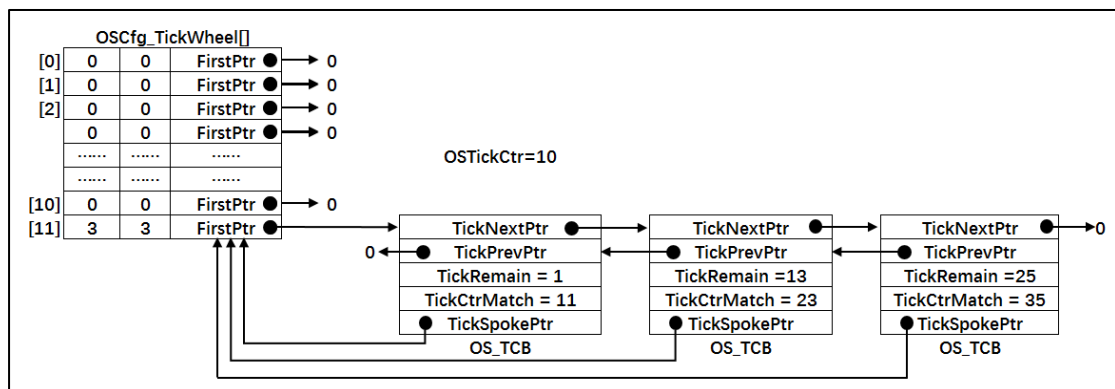 OSCfg_TickWheel[]
[0] 0 0 FirstPtr 0
[1] 0 0 FirstPtr 0
[2] 0 0 FirstPtr 0
0 0 FirstPtr 0
...... ...... ......
...... ...... ......
OSTickCtr=10
[10] 0 0 FirstPtr 0
[11] 3 3 FirstPtr
TickNextPtr TickNextPtr TickNextPtr 0
0 TickPrevPtr TickPrevPtr TickPrevPtr
TickRemain = 1 TickRemain =13 TickRemain =25
TickCtrMatch = 11 TickCtrMatch = 23 TickCtrMatch = 35
TickSpokePtr TickSpokePtr TickSpokePtr
OS_TCB OS_TCB OS_TCB